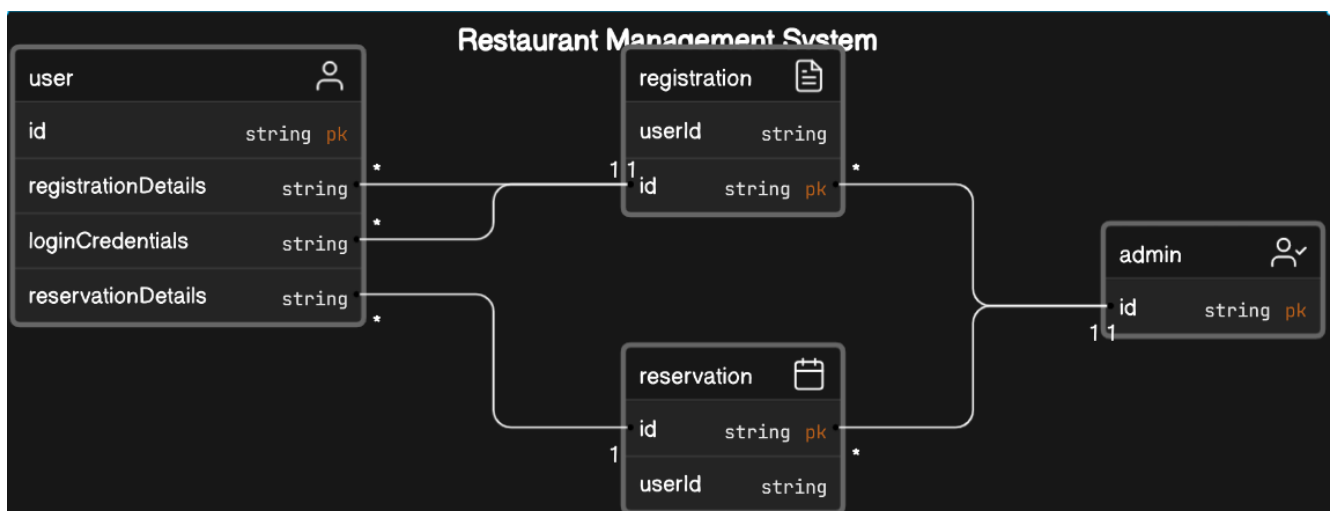 Restaurant Management System
user
id string pk
registrationDetails string *
loginCredentials string *
reservationDetails string *
registration
userId string
1 1 id string pk *
reservation
1 id string pk *
userId string
admin
1 1 id string pk